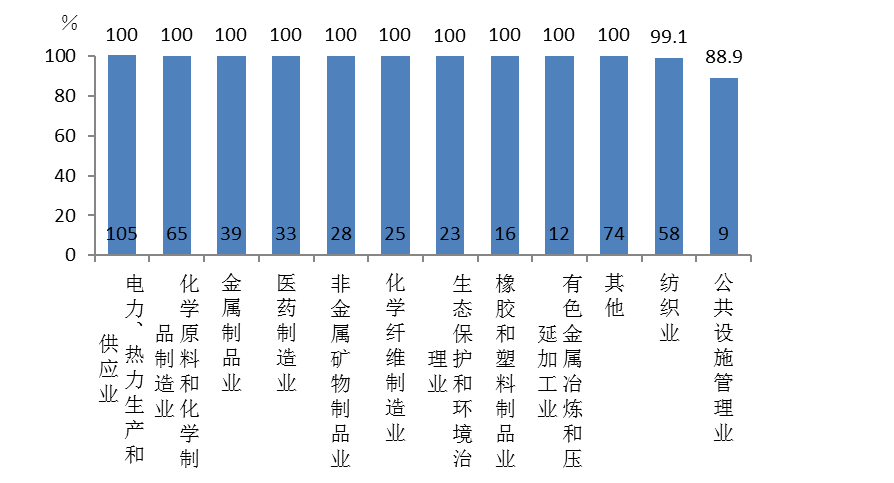 %
100 100 100 100 100 100 100 100 100 100 99.1 88.9
100
80
60
40
20
0
105 65 39 33 28 25 23 16 12 74 58 9
电力、热力生产和
供应业
化学原料和化学制
品制造业
金属制品业
医药制造业
非金属矿物制品业
化学纤维制造业
生态保护和环境治
理业
橡胶和塑料制品业
有色金属冶炼和压
延加工业
其他
纺织业
公共设施管理业